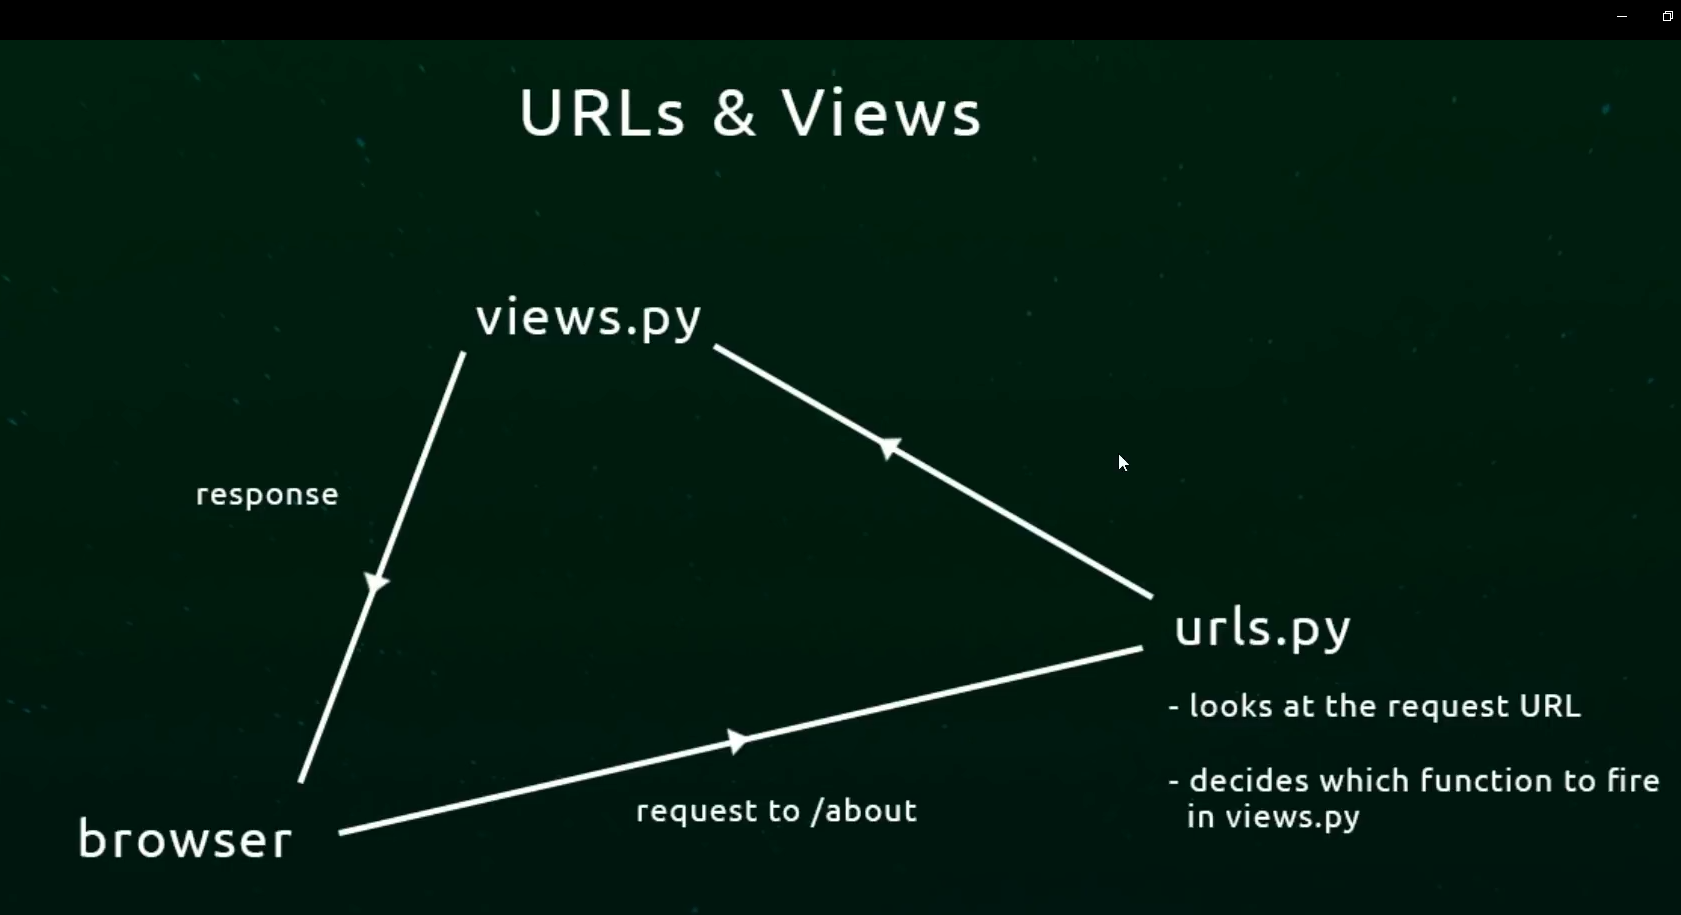 URLs & Views
views.py
response
urls.py
- looks at the request URL
- decides which function to fire
in views.py
request to /about
browser